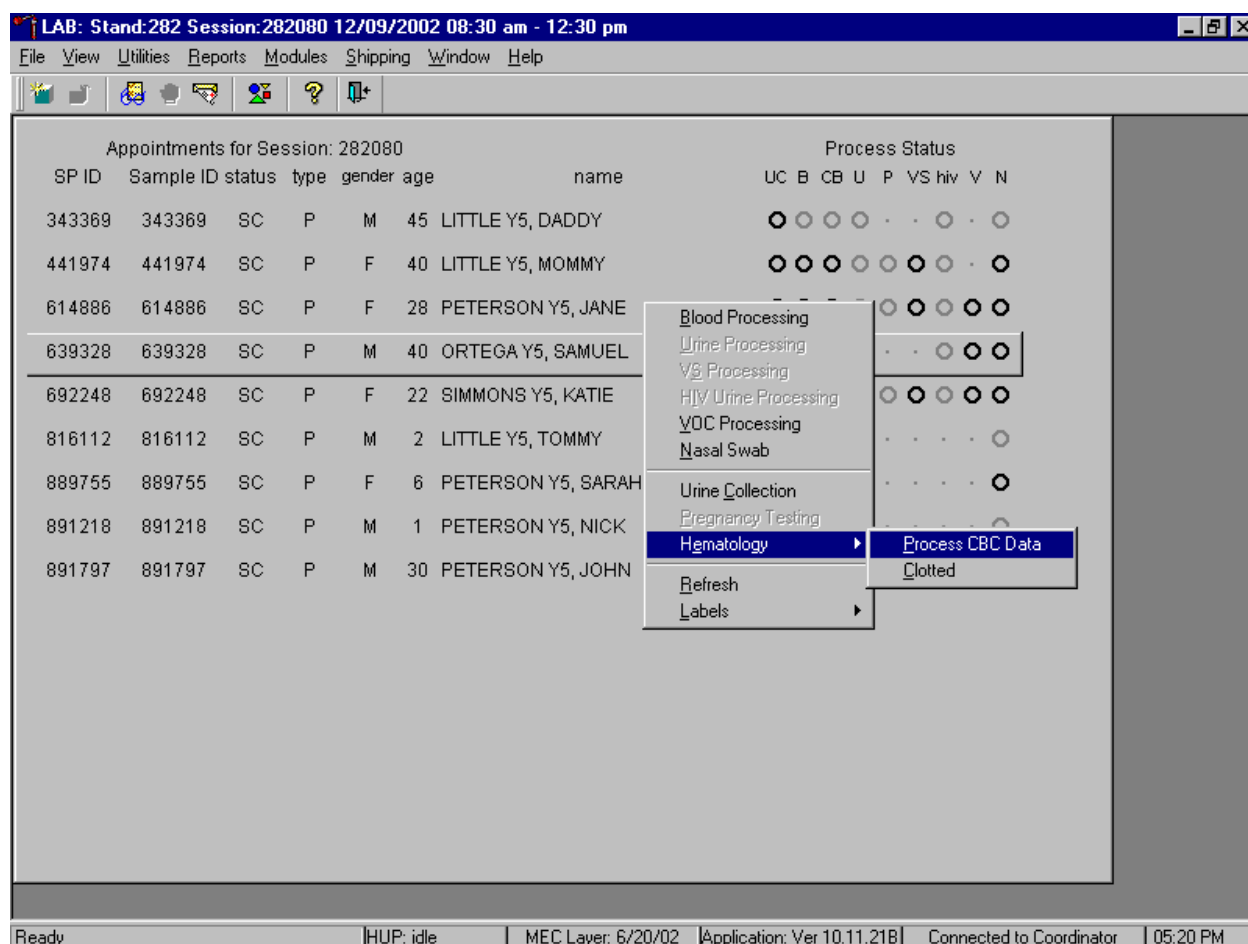 LAB: Stand:282 Session:282080 12/09/2002 08:30 am - 12:30 pm
File View Utilities Reports Modules Shipping Window Help
Appointments for Session: 282080 Process Status
SP ID Sample ID status type gender age name UC B CB U P VS hiv V N
343369 343369 SC P M 45 LITTLE Y5, DADDY
441974 441974 SC P F 40 LITTLE Y5, MOMMY
614886 614886 SC P F 28 PETERSON Y5, JANE
639328 639328 SC P M 40 ORTEGA Y5, SAMUEL
692248 692248 SC P F 22 SIMMONS Y5, KATIE
816112 816112 SC P M 2 LITTLE Y5, TOMMY
889755 889755 SC P F 6 PETERSON Y5, SARAH
891218 891218 SC P M 1 PETERSON Y5, NICK
891797 891797 SC P M 30 PETERSON Y5, JOHN
Blood Processing
Urine Processing
VS Processing
HIV Urine Processing
VOC Processing
Nasal Swab
Urine Collection
Pregnancy Testing
Hematology
Refresh
Labels
Process CBC Data
Clotted
Ready HUP: idle MEC Layer: 6/20/02 Application: Ver 10.11.21B Connected to Coordinator 05:20 PM